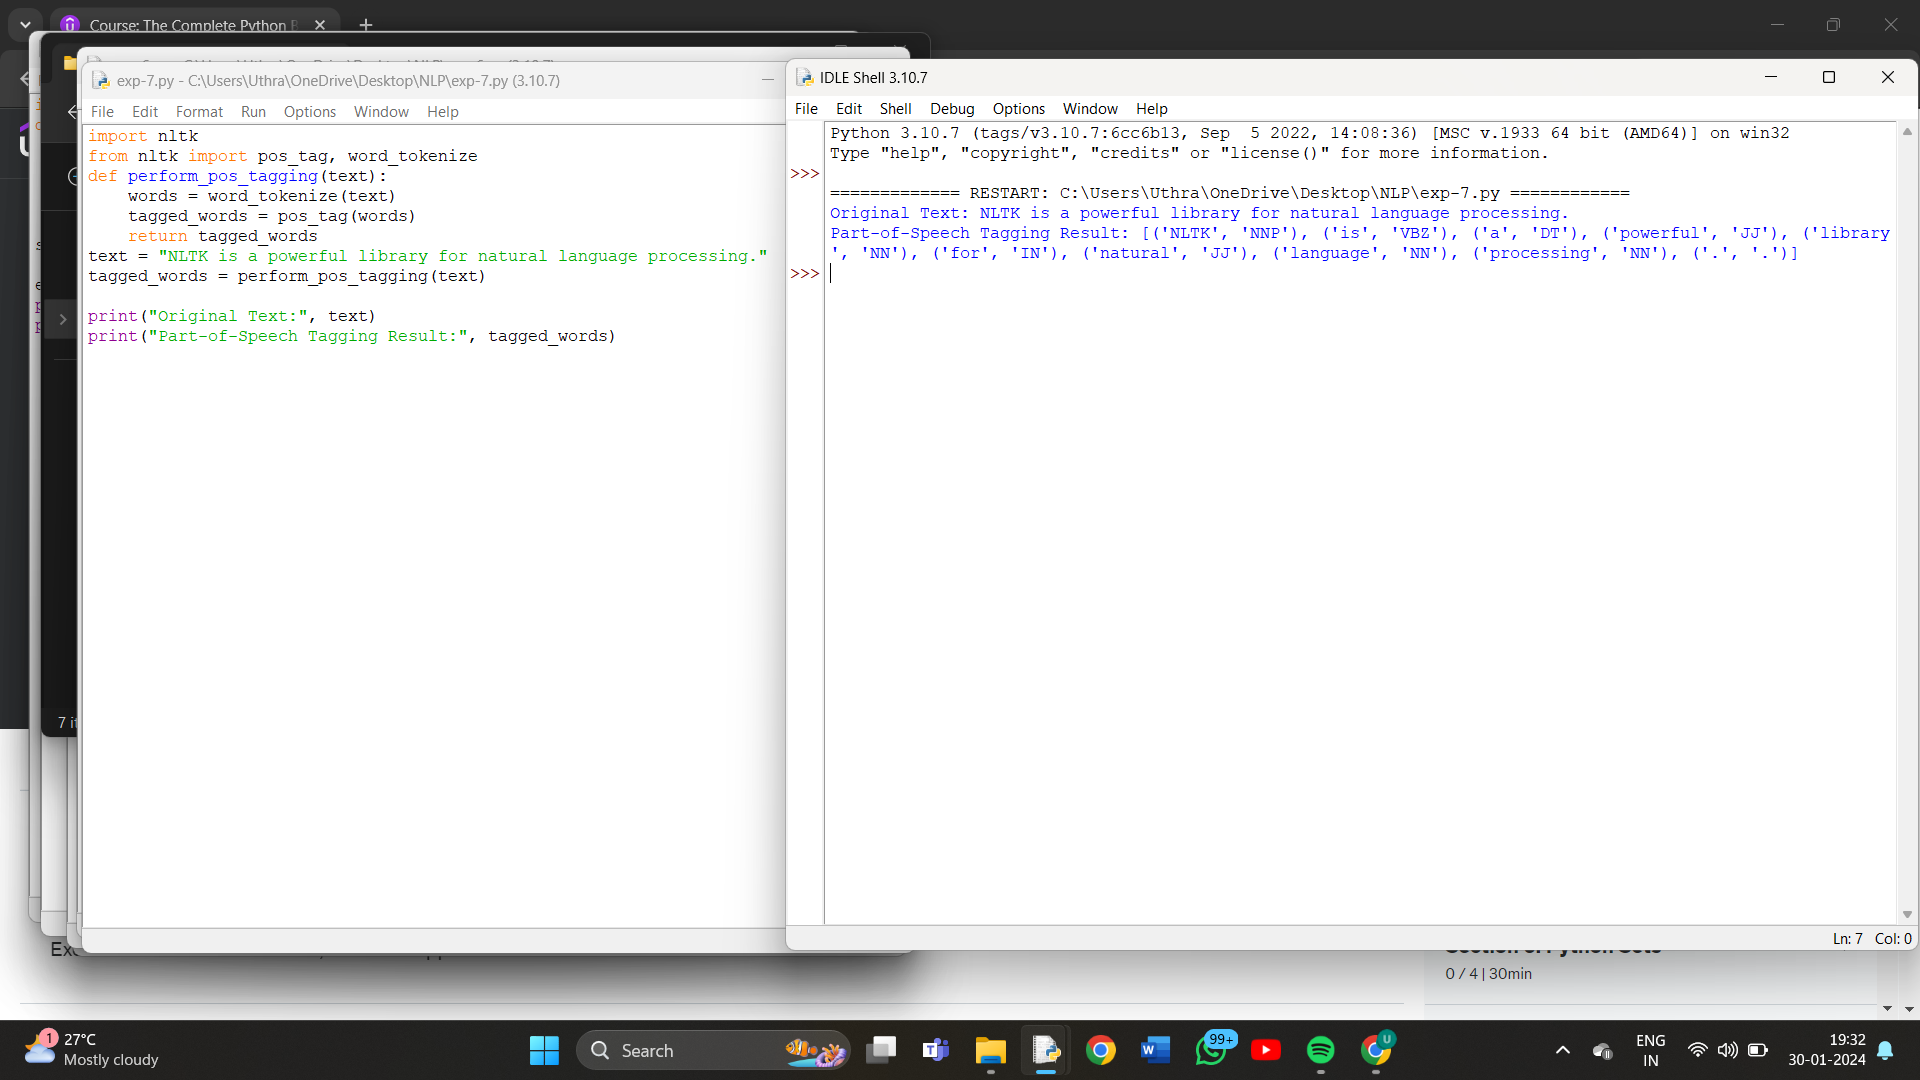 Course: The Complete Python B
exp-7.py - C:\Users\Uthra\OneDrive\Desktop\NLP\exp-7.py (3.10.7)
File Edit Format Run Options Window Help
import nltk
from nltk import pos_tag, word_tokenize
def perform_pos_tagging(text):
    words = word_tokenize(text)
    tagged_words = pos_tag(words)
    return tagged_words
text = "NLTK is a powerful library for natural language processing."
tagged_words = perform_pos_tagging(text)
print("Original Text:", text)
print("Part-of-Speech Tagging Result:", tagged_words)
7 it
IDLE Shell 3.10.7
File Edit Shell Debug Options Window Help
Python 3.10.7 (tags/v3.10.7:6cc6b13, Sep  5 2022, 14:08:36) [MSC v.1933 64 bit (AMD64)] on win32
Type "help", "copyright", "credits" or "license()" for more information.
>>>
============= RESTART: C:\Users\Uthra\OneDrive\Desktop\NLP\exp-7.py ============
Original Text: NLTK is a powerful library for natural language processing.
Part-of-Speech Tagging Result: [('NLTK', 'NNP'), ('is', 'VBZ'), ('a', 'DT'), ('powerful', 'JJ'), ('library
', 'NN'), ('for', 'IN'), ('natural', 'JJ'), ('language', 'NN'), ('processing', 'NN'), ('.', '.')]
>>>
Ln: 7 Col: 0
0 / 4 | 30min
1
27°C
Mostly cloudy
Search
99+
U
ENG
IN
19:32
30-01-2024